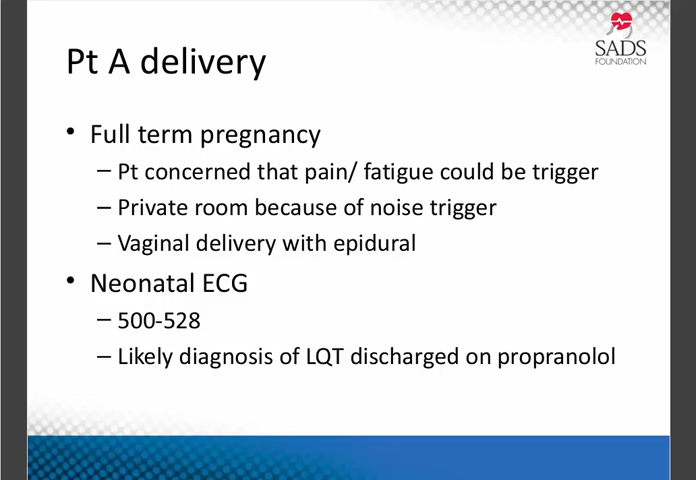 Pt A delivery
SADS
FOUNDATION
• Full term pregnancy
– Pt concerned that pain/ fatigue could be trigger
– Private room because of noise trigger
– Vaginal delivery with epidural
• Neonatal ECG
– 500-528
– Likely diagnosis of LQT discharged on propranolol